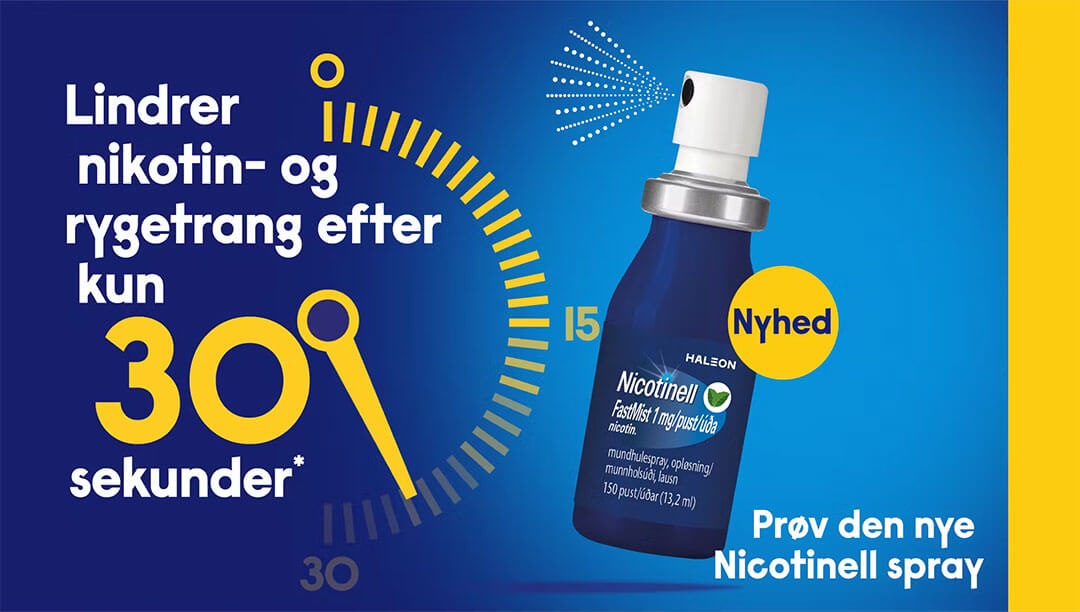 Lindrer
nikotin- og
rygetrang efter
kun
30
sekunder*
0
15
30
HALEON
Nicotinell
FastMist 1 mg/pust/úða
nicotin.
mundhulespray, opløsning/
munnholsúði, lausn
150 pust/úðar (13,2 ml)
Nyhed
Prøv den nye
Nicotinell spray